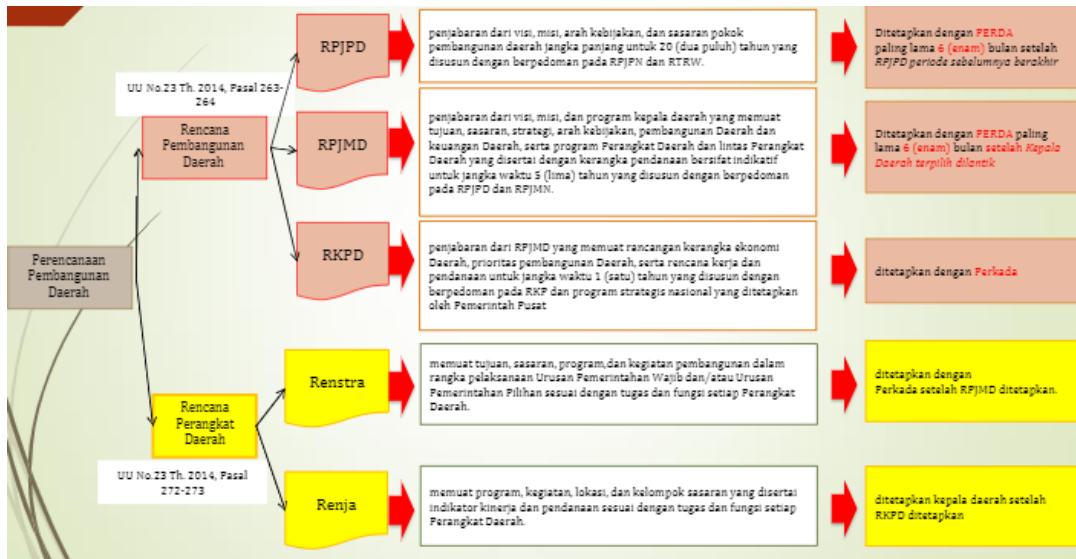 RPJPD
penjabaran dari visi, misi, arah kebijakan, dan sasaran pokok
pembangunan daerah jangka panjang untuk 20 (dua puluh) tahun yang
disusun dengan berpedoman pada RPJPN dan RTRW.
Ditetapkan dengan PERDA
paling lama 6 (enam) bulan setelah
RPJPD periode sebelumnya berakhir
UU No.23 Th. 2014, Pasal 263-
264
Rencana
Pembangunan
Daerah
RPJMD
penjabaran dari visi, misi, dan program kepala daerah yang memuat
tujuan, sasaran, strategi, arah kebijakan, pembangunan Daerah dan
keuangan Daerah, serta program Perangkat Daerah dan lintas Perangkat
Daerah yang disertai dengan kerangka pendanaan bersifat indikatif
untuk jangka waktu 5 (lima) tahun yang disusun dengan berpedoman
pada RPJPD dan RPJMN.
Ditetapkan dengan PERDA paling
lama 6 (enam) bulan setelah Kepala
Daerah terpilih dilantik
Perencanaan
Pembangunan
Daerah
RKPD
penjabaran dari RPJMD yang memuat rancangan kerangka ekonomi
Daerah, prioritas pembangunan Daerah, serta rencana kerja dan
pendanaan untuk jangka waktu 1 (satu) tahun yang disusun dengan
berpedoman pada RKP dan program strategis nasional yang ditetapkan
oleh Pemerintah Pusat
ditetapkan dengan Perkada
Renstra
memuat tujuan, sasaran, program,dan kegiatan pembangunan dalam
rangka pelaksanaan Urusan Pemerintahan Wajib dan/atau Urusan
Pemerintahan Pilihan sesuai dengan tugas dan fungsi setiap Perangkat
Daerah.
ditetapkan dengan
Perkada setelah RPJMD ditetapkan.
Rencana
Perangkat
Daerah
UU No.23 Th. 2014, Pasal
272-273
Renja
memuat program, kegiatan, lokasi, dan kelompok sasaran yang disertai
indikator kinerja dan pendanaan sesuai dengan tugas dan fungsi setiap
Perangkat Daerah.
ditetapkan kepala daerah setelah
RKPD ditetapkan